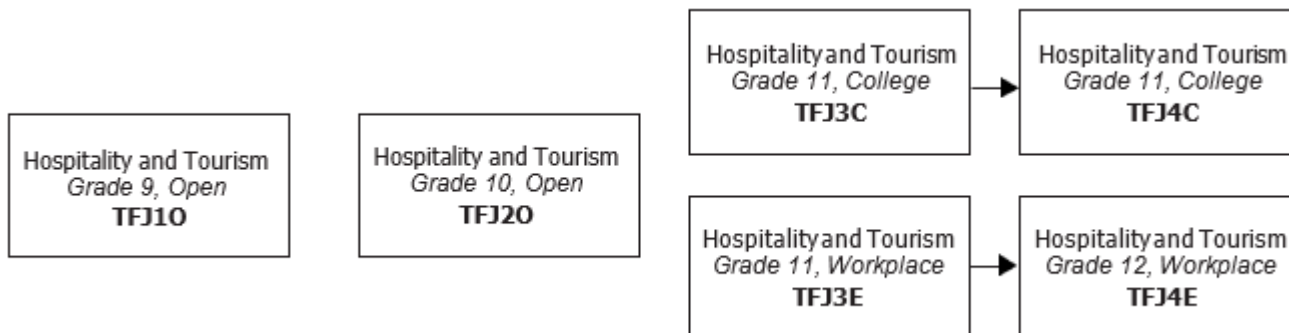 Hospitality and Tourism
Grade 9, Open
TFJ1O
Hospitality and Tourism
Grade 10, Open
TFJ2O
Hospitality and Tourism
Grade 11, College
TFJ3C
Hospitality and Tourism
Grade 11, College
TFJ4C
Hospitality and Tourism
Grade 11, Workplace
TFJ3E
Hospitality and Tourism
Grade 12, Workplace
TFJ4E